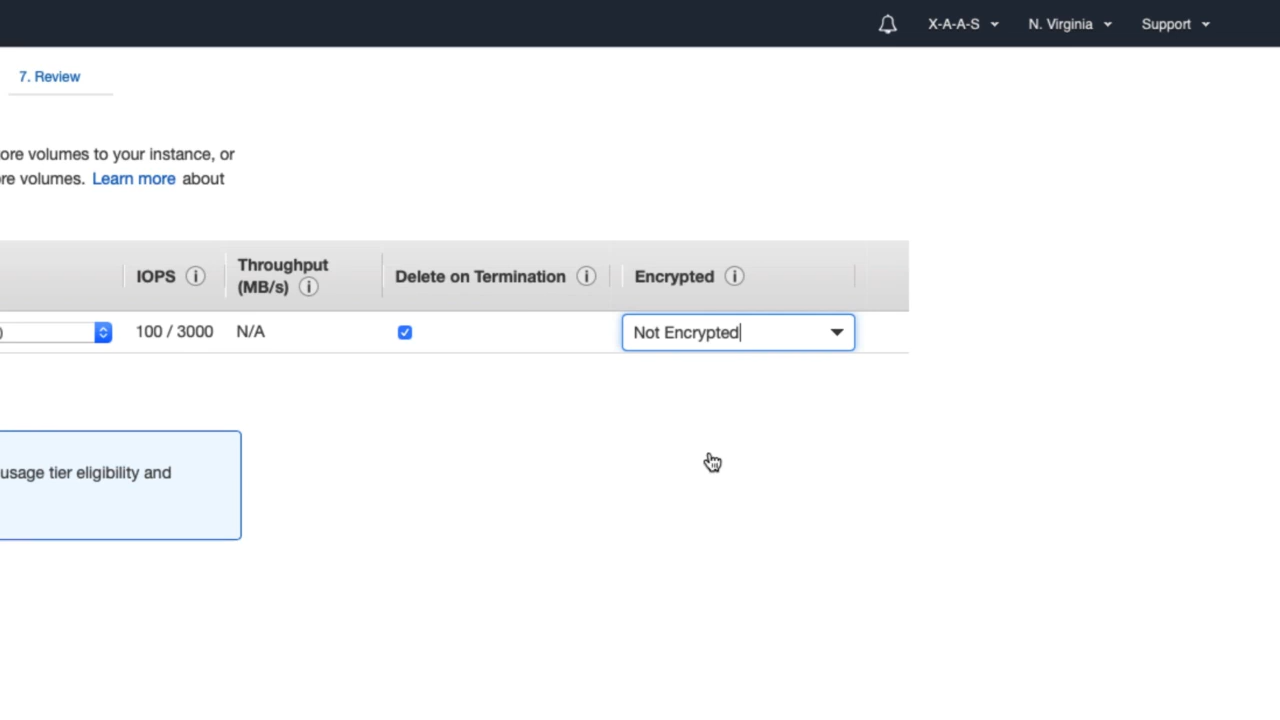 X-A-A-S N. Virginia Support
7. Review
ore volumes to your instance, or
re volumes. Learn more about
IOPS
Throughput
(MB/s)
Delete on Termination
Encrypted
)
100 / 3000
N/A
Not Encrypted
usage tier eligibility and